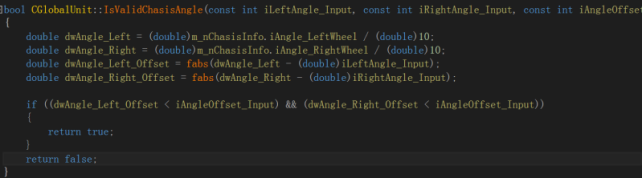 bool CGlobalUnit::IsValidChasisAngle(const int iLeftAngle_Input, const int iRightAngle_Input, const int iAngleOffset
{
double dwAngle_Left = (double)m_nChasisInfo.iAngle_LeftWheel / (double)10;
double dwAngle_Right = (double)m_nChasisInfo.iAngle_RightWheel / (double)10;
double dwAngle_Left_Offset = fabs(dwAngle_Left - (double)iLeftAngle_Input);
double dwAngle_Right_Offset = fabs(dwAngle_Right - (double)iRightAngle_Input);
if ((dwAngle_Left_Offset < iAngleOffset_Input) && (dwAngle_Right_Offset < iAngleOffset_Input))
{
return true;
}
return false;
}